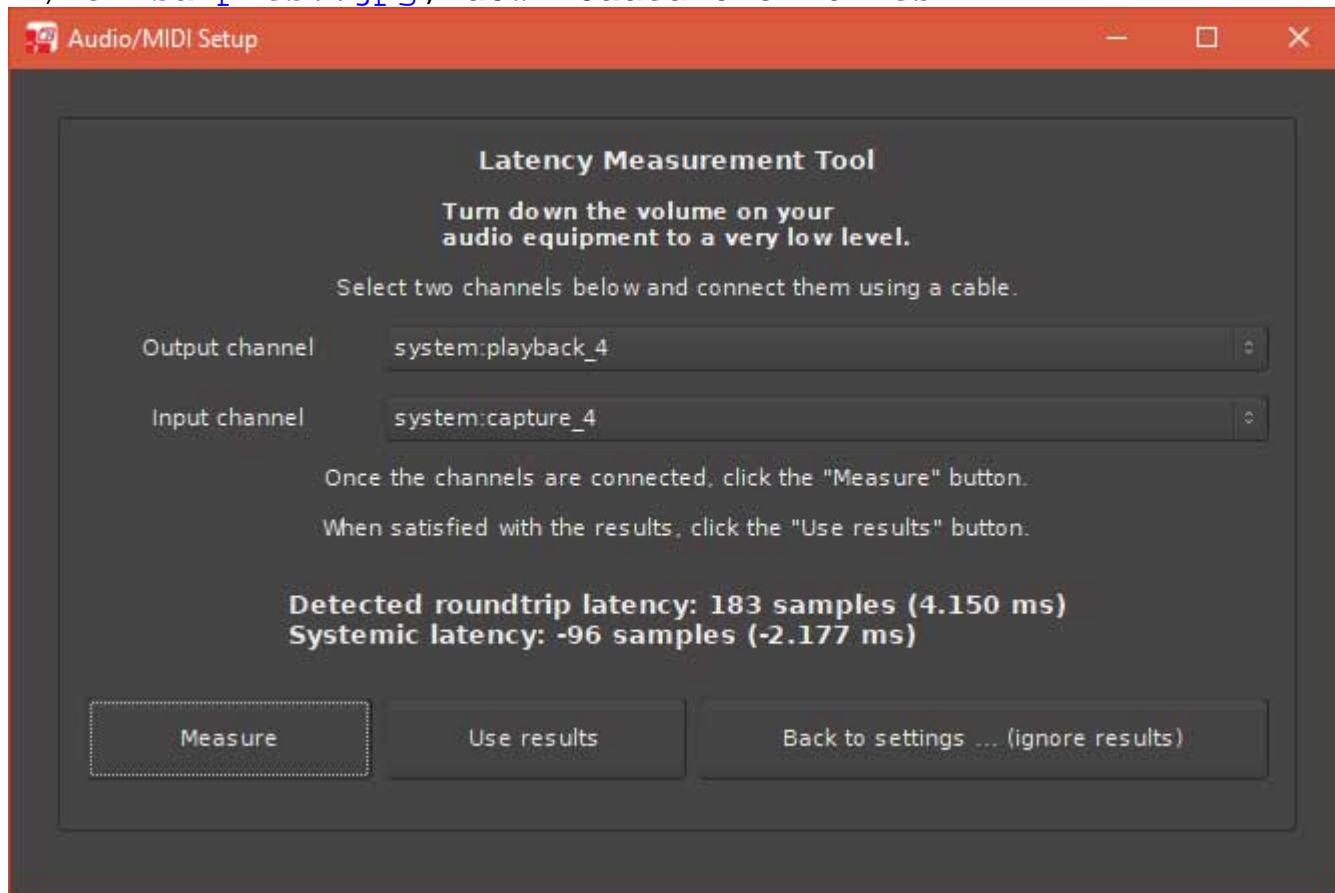 Audio/MIDI Setup
Latency Measurement Tool
Turn down the volume on your
audio equipment to a very low level.
Select two channels below and connect them using a cable.
Output channel system:playback_4
Input channel system:capture_4
Once the channels are connected, click the "Measure" button.
When satisfied with the results, click the "Use results" button.
Detected roundtrip latency: 183 samples (4.150 ms)
Systemic latency: -96 samples (-2.177 ms)
Measure Use results Back to settings ... (ignore results)